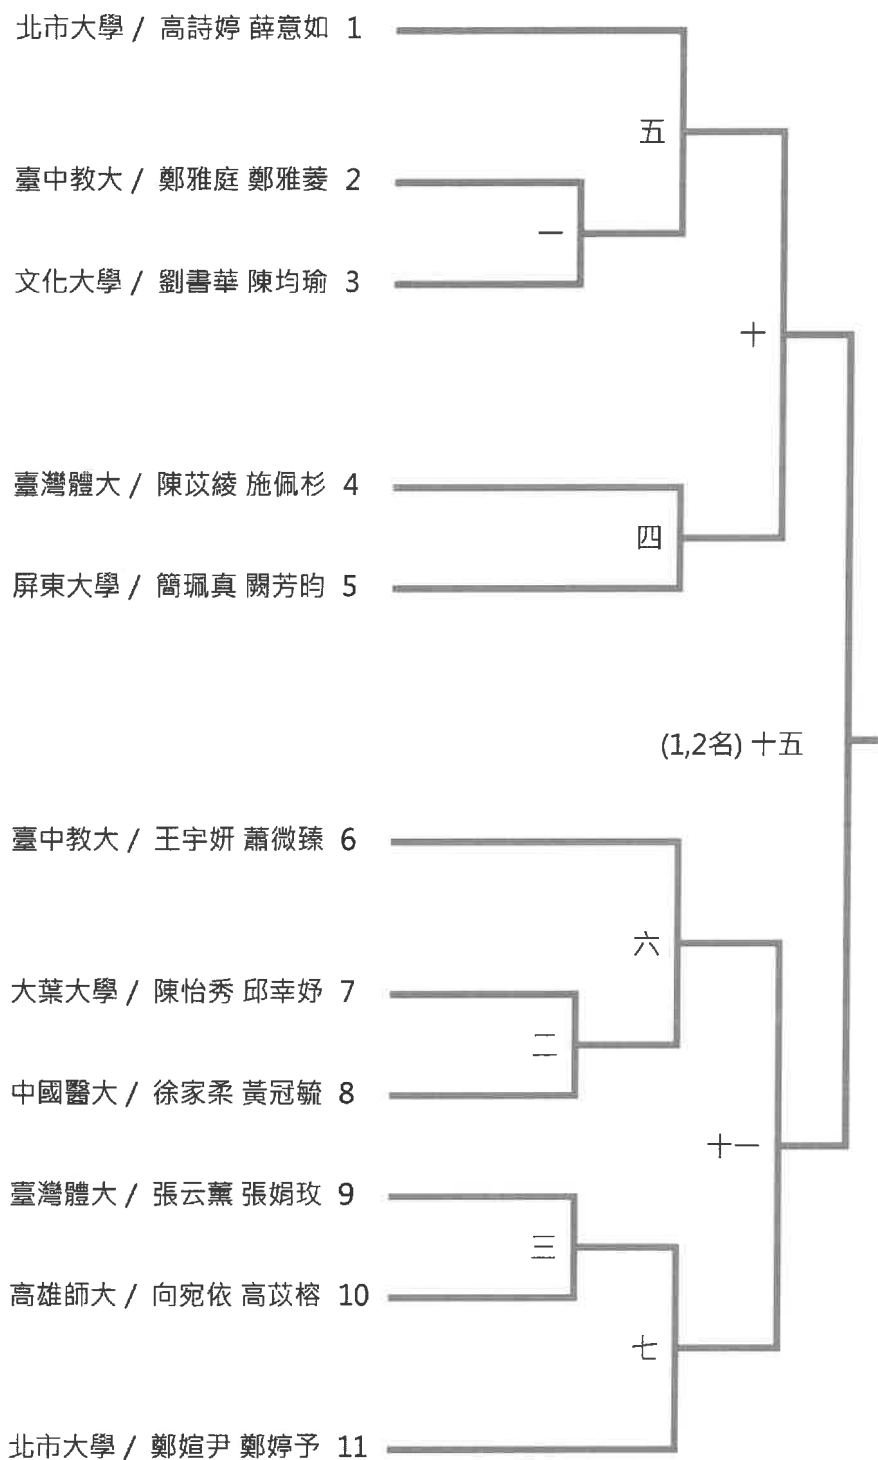 北市大學 / 高詩婷 薛意如 1
五
臺中教大 / 鄭雅庭 鄭雅菱 2
一
文化大學 / 劉書華 陳均瑜 3
十
臺灣體大 / 陳苡綾 施佩杉 4
四
屏東大學 / 簡珮真 闕芳昀 5
(1,2名) 十五
臺中教大 / 王宇妍 蕭微臻 6
六
大葉大學 / 陳怡秀 邱幸妤 7
二
中國醫大 / 徐家柔 黃冠毓 8
十一
臺灣體大 / 張云薰 張娟玫 9
三
高雄師大 / 向宛依 高苡榕 10
七
北市大學 / 鄭媗尹 鄭婷予 11